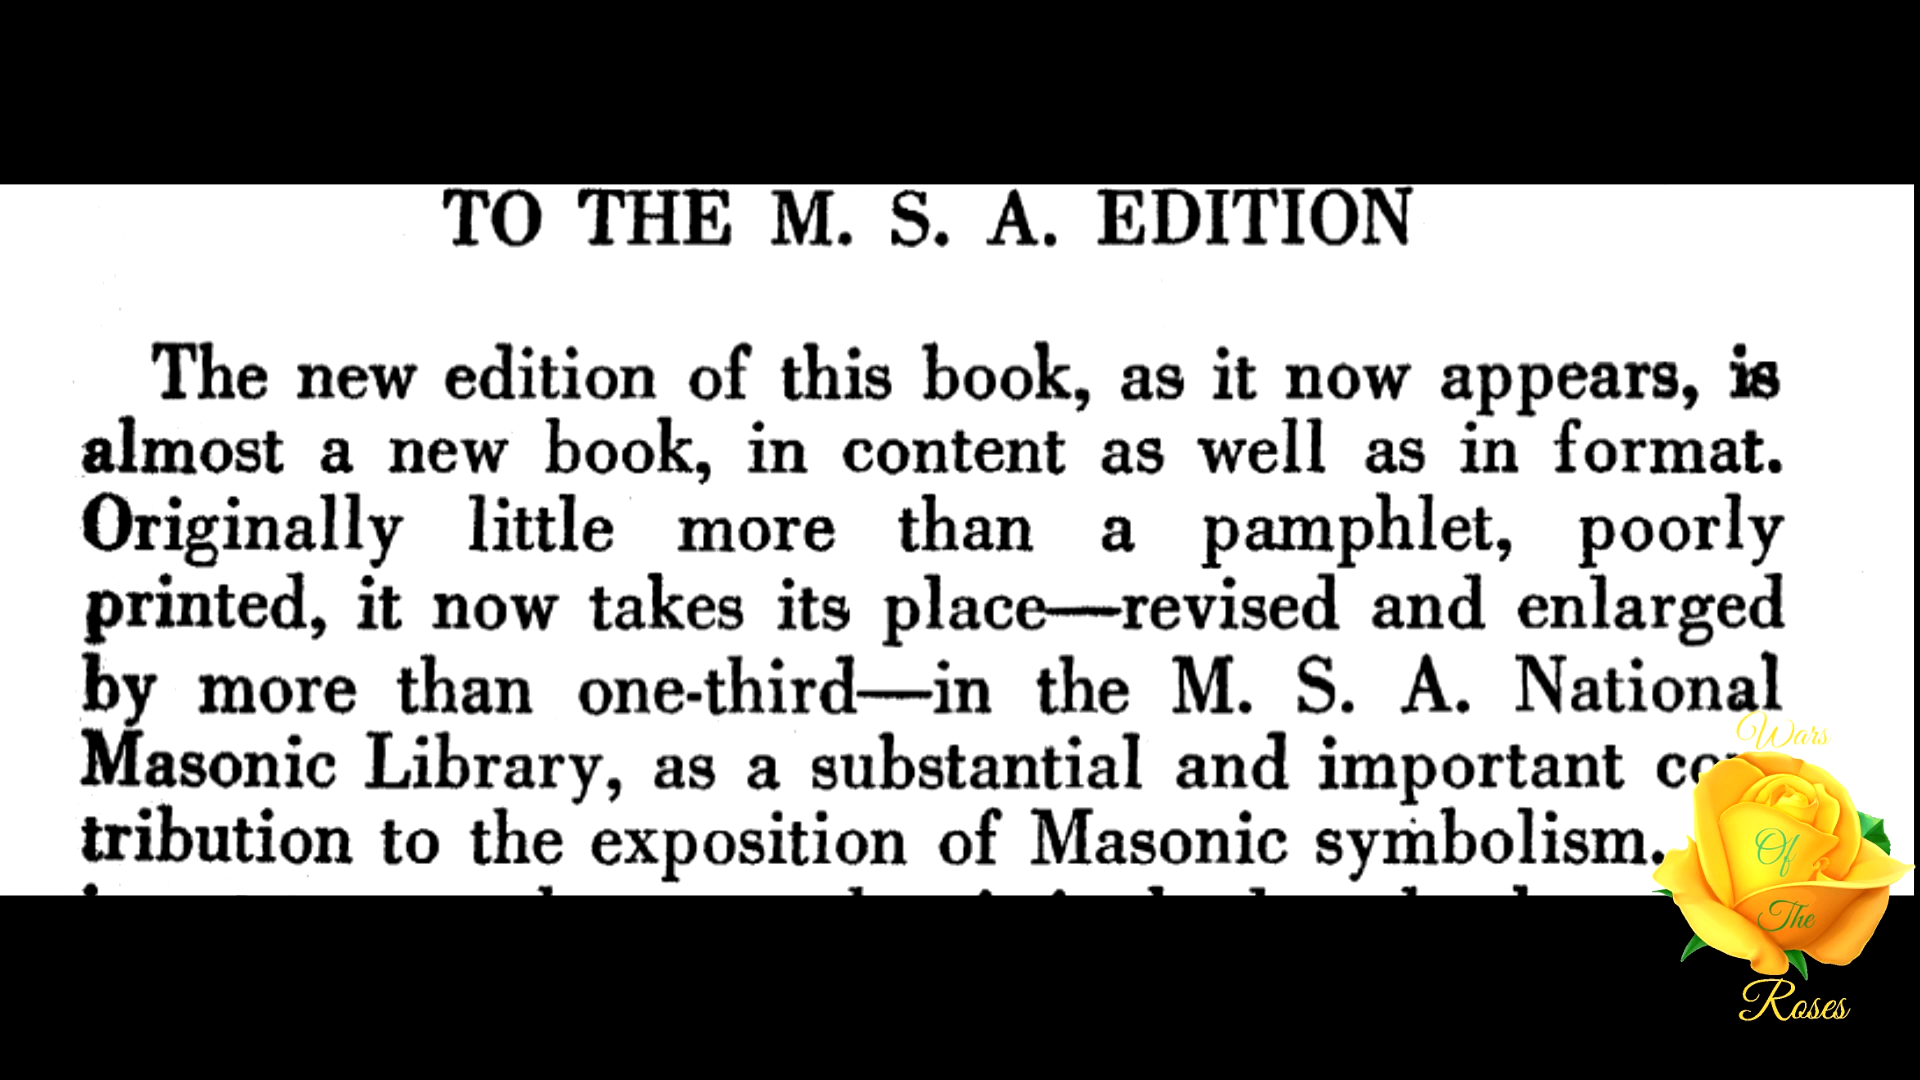 TO THE M. S. A. EDITION
The new edition of this book, as it now appears, is
almost a new book, in content as well as in format.
Originally little more than a pamphlet, poorly
printed, it now takes its place—revised and enlarged
by more than one-third—in the M. S. A. National
Masonic Library, as a substantial and important
tribution to the exposition of Masonic symbolism.
Wars
Of
The
Roses